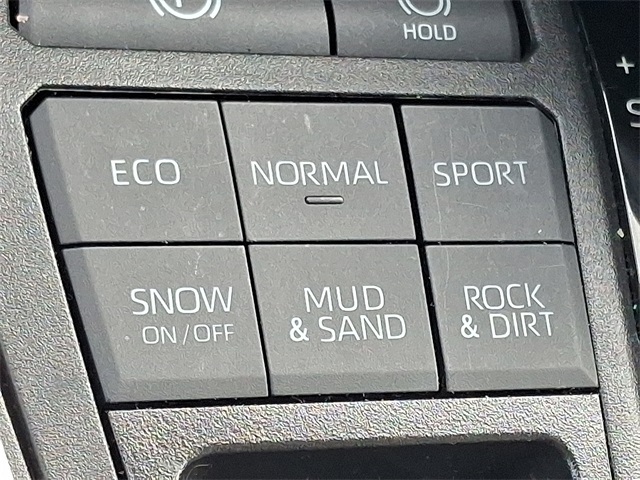 HOLD
ECO
NORMAL
SPORT
SNOW
ON/OFF
MUD
& SAND
ROCK
& DIRT